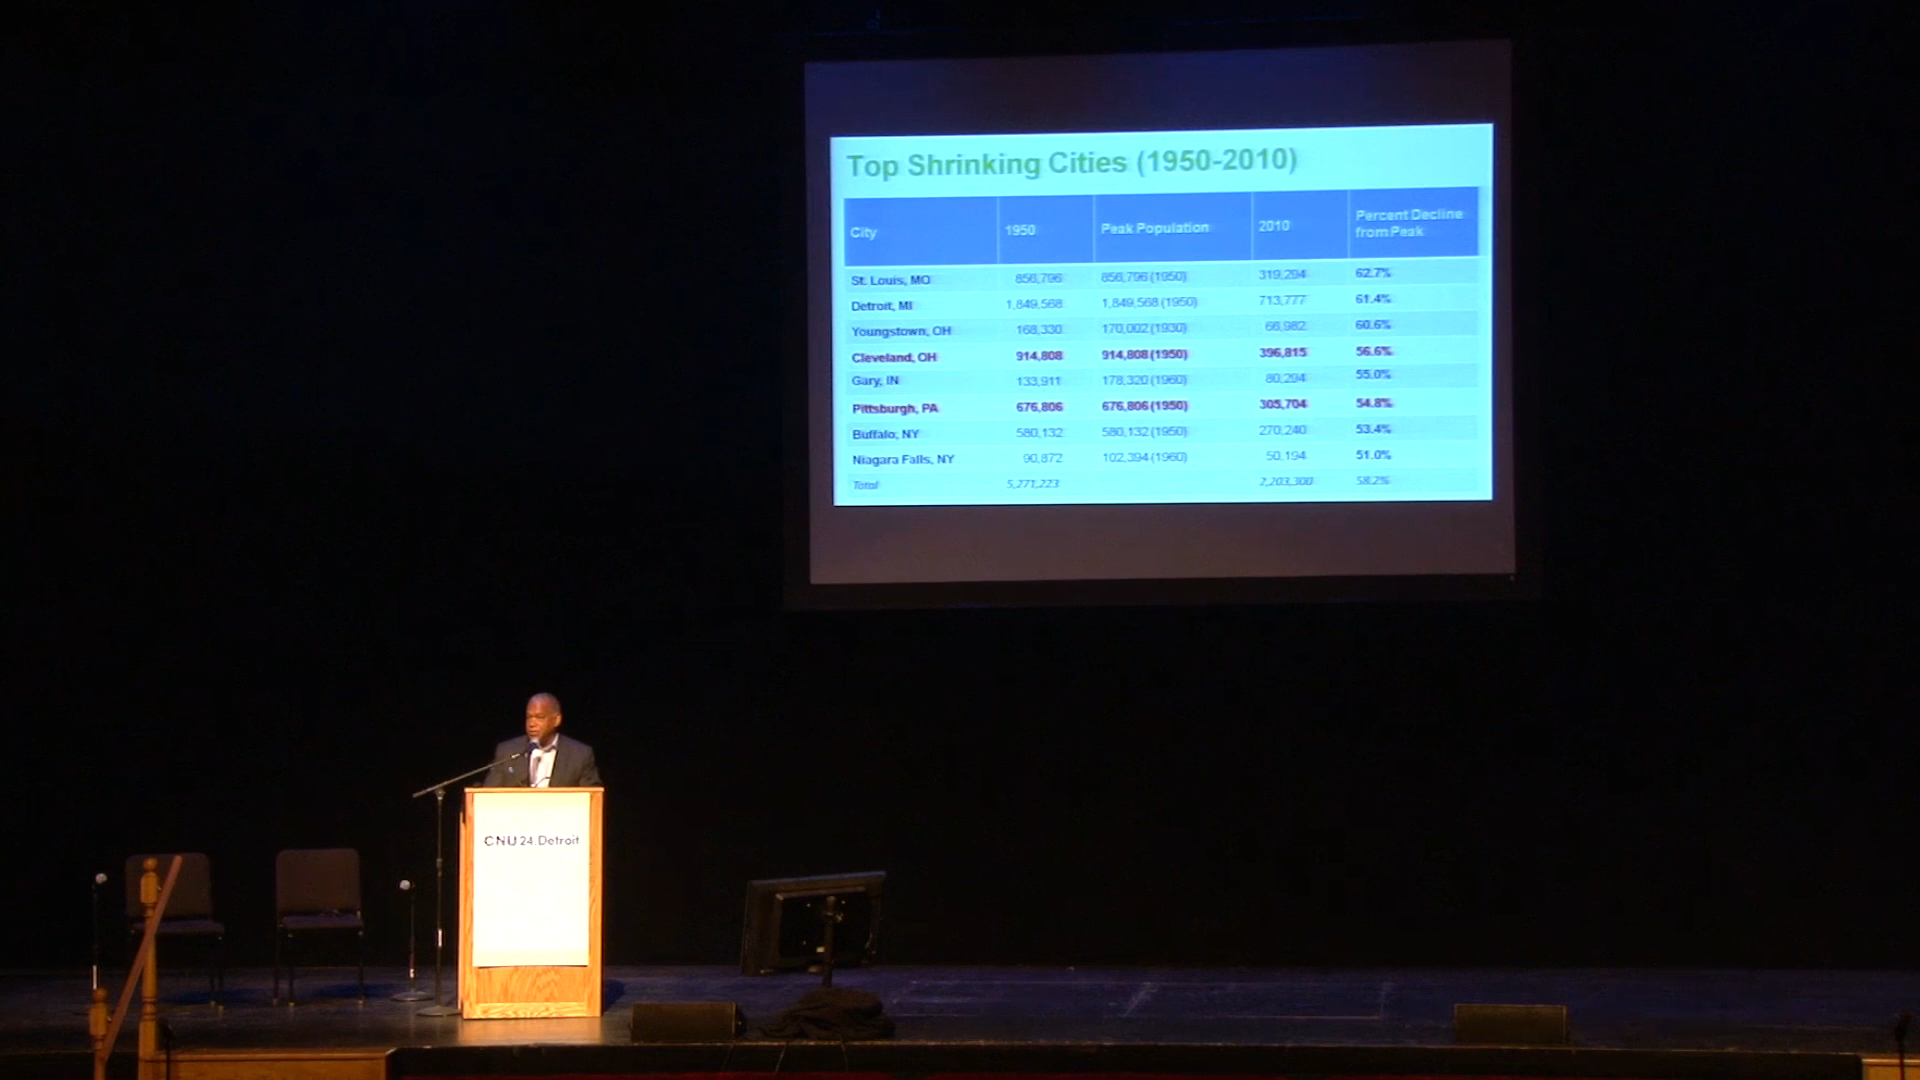 Top Shrinking Cities (1950-2010)
City 1950 Peak Population 2010 Percent Decline from Peak
St. Louis, MO 856,796 856,796 (1950) 319,294 62.7%
Detroit, MI 1,849,568 1,849,568 (1950) 713,777 61.4%
Youngstown, OH 168,330 170,002 (1930) 66,982 60.6%
Cleveland, OH 914,808 914,808 (1950) 396,815 56.6%
Gary, IN 133,911 178,320 (1960) 80,294 55.0%
Pittsburgh, PA 676,806 676,806 (1950) 305,704 54.8%
Buffalo, NY 580,132 580,132 (1950) 270,240 53.4%
Niagara Falls, NY 90,872 102,394 (1960) 50,194 51.0%
Total 5,271,223 2,203,300 58.2%
CNU 24.Detroit